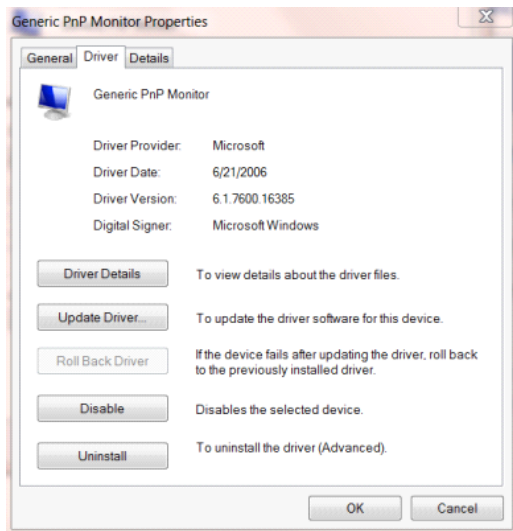 Generic PnP Monitor Properties
General Driver Details
Generic PnP Monitor
Driver Provider: Microsoft
Driver Date: 6/21/2006
Driver Version: 6.1.7600.16385
Digital Signer: Microsoft Windows
Driver Details To view details about the driver files.
Update Driver... To update the driver software for this device.
Roll Back Driver If the device fails after updating the driver, roll back
to the previously installed driver.
Disable Disables the selected device.
Uninstall To uninstall the driver (Advanced).
OK Cancel